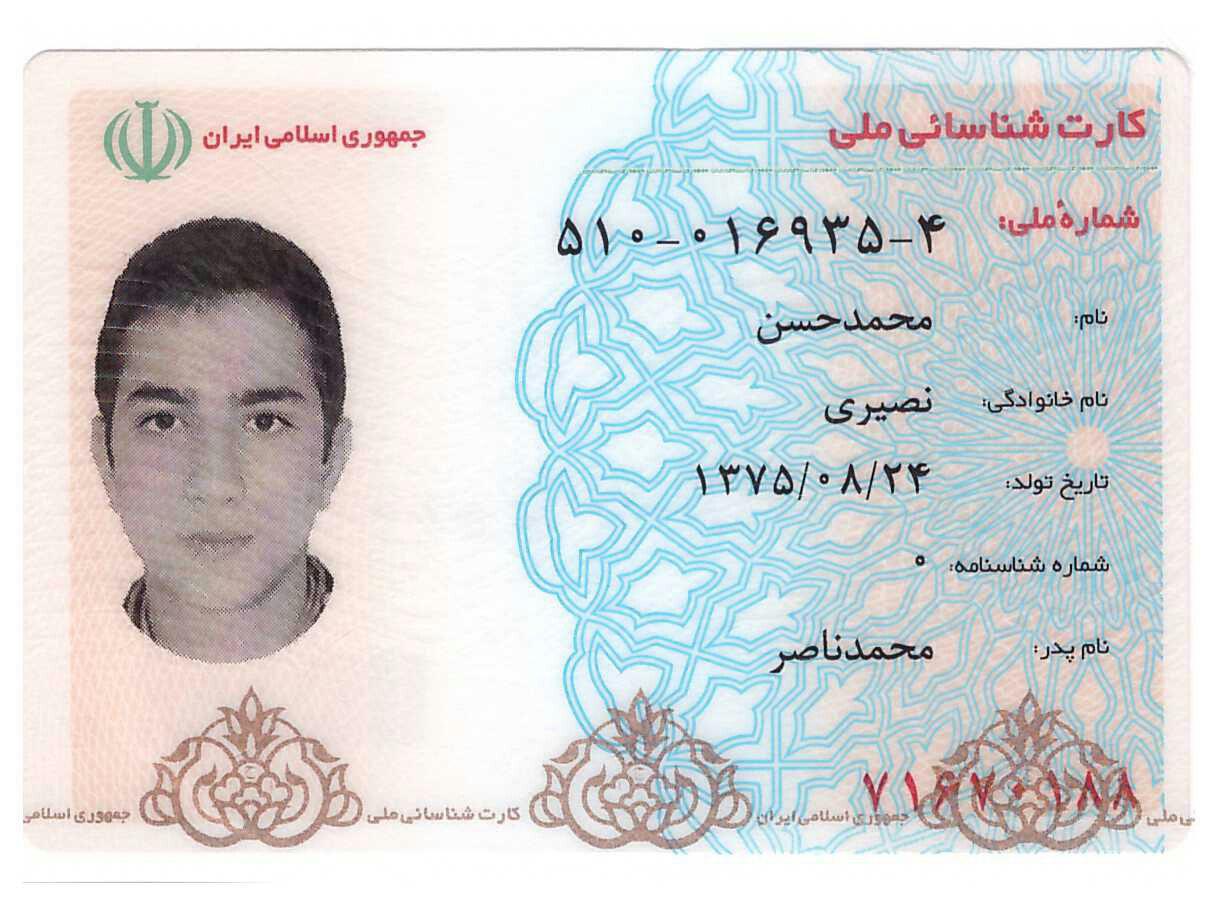 جمهوری اسلامی ایران
کارت شناسائی ملی
شمارهٔ ملی: ۵۱۰-۰۱۶۹۳۵-۴
نام: محمدحسن
نام خانوادگی: نصیری
تاریخ تولد: ۱۳۷۵/۰۸/۲۴
شماره شناسنامه: ۰
نام پدر: محمدناصر
۷۱۶۷۰۱۸۸
جمهوری اسلامی کارت شناسائی ملی جمهوری اسلامی ایران ملی